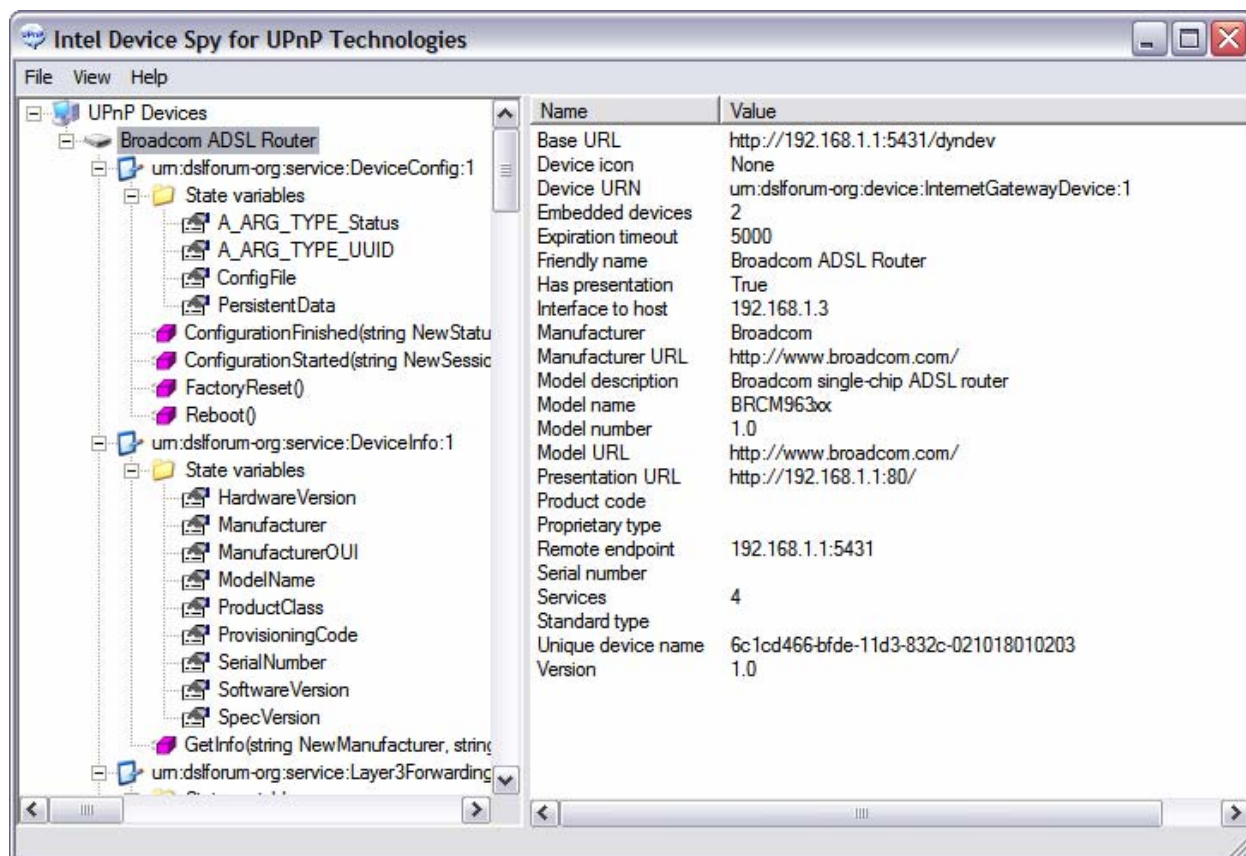 Intel Device Spy for UPnP Technologies
File View Help
UPnP Devices
Broadcom ADSL Router
urn:dslforum-org:service:DeviceConfig:1
State variables
A_ARG_TYPE_Status
A_ARG_TYPE_UUID
ConfigFile
PersistentData
ConfigurationFinished(string NewStatu
ConfigurationStarted(string NewSessic
FactoryReset()
Reboot()
urn:dslforum-org:service:DeviceInfo:1
State variables
HardwareVersion
Manufacturer
ManufacturerOUI
ModelName
ProductClass
ProvisioningCode
SerialNumber
SoftwareVersion
SpecVersion
GetInfo(string NewManufacturer, string
urn:dslforum-org:service:Layer3Forwarding
Name Value
Base URL http://192.168.1.1:5431/dyndev
Device icon None
Device URN urn:dslforum-org:device:InternetGatewayDevice:1
Embedded devices 2
Expiration timeout 5000
Friendly name Broadcom ADSL Router
Has presentation True
Interface to host 192.168.1.3
Manufacturer Broadcom
Manufacturer URL http://www.broadcom.com/
Model description Broadcom single-chip ADSL router
Model name BRCM963xx
Model number 1.0
Model URL http://www.broadcom.com/
Presentation URL http://192.168.1.1:80/
Product code
Proprietary type
Remote endpoint 192.168.1.1:5431
Serial number
Services 4
Standard type
Unique device name 6c1cd466-bfde-11d3-832c-021018010203
Version 1.0